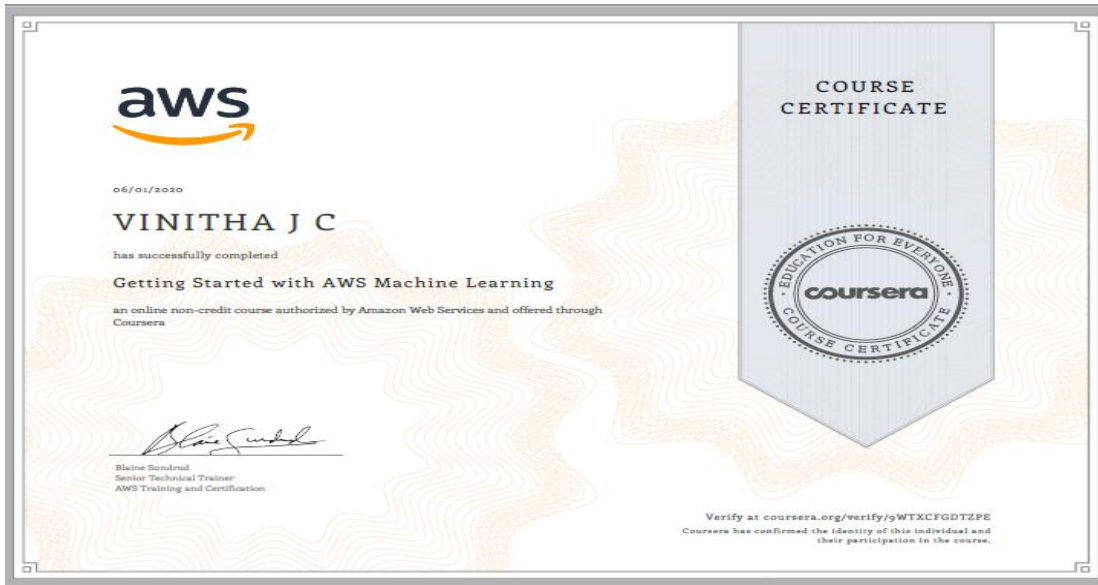 aws
COURSE
CERTIFICATE
06/01/2020
VINITHA J C
has successfully completed
Getting Started with AWS Machine Learning
an online non-credit course authorized by Amazon Web Services and offered through
Coursera
EDUCATION FOR EVERYONE
coursera
COURSE CERTIFICATE
Blaine Sundrud
Blaine Sundrud
Senior Technical Trainer
AWS Training and Certification
Verify at coursera.org/verify/9WTXCFGDTZPE
Coursera has confirmed the identity of this individual and
their participation in the course.